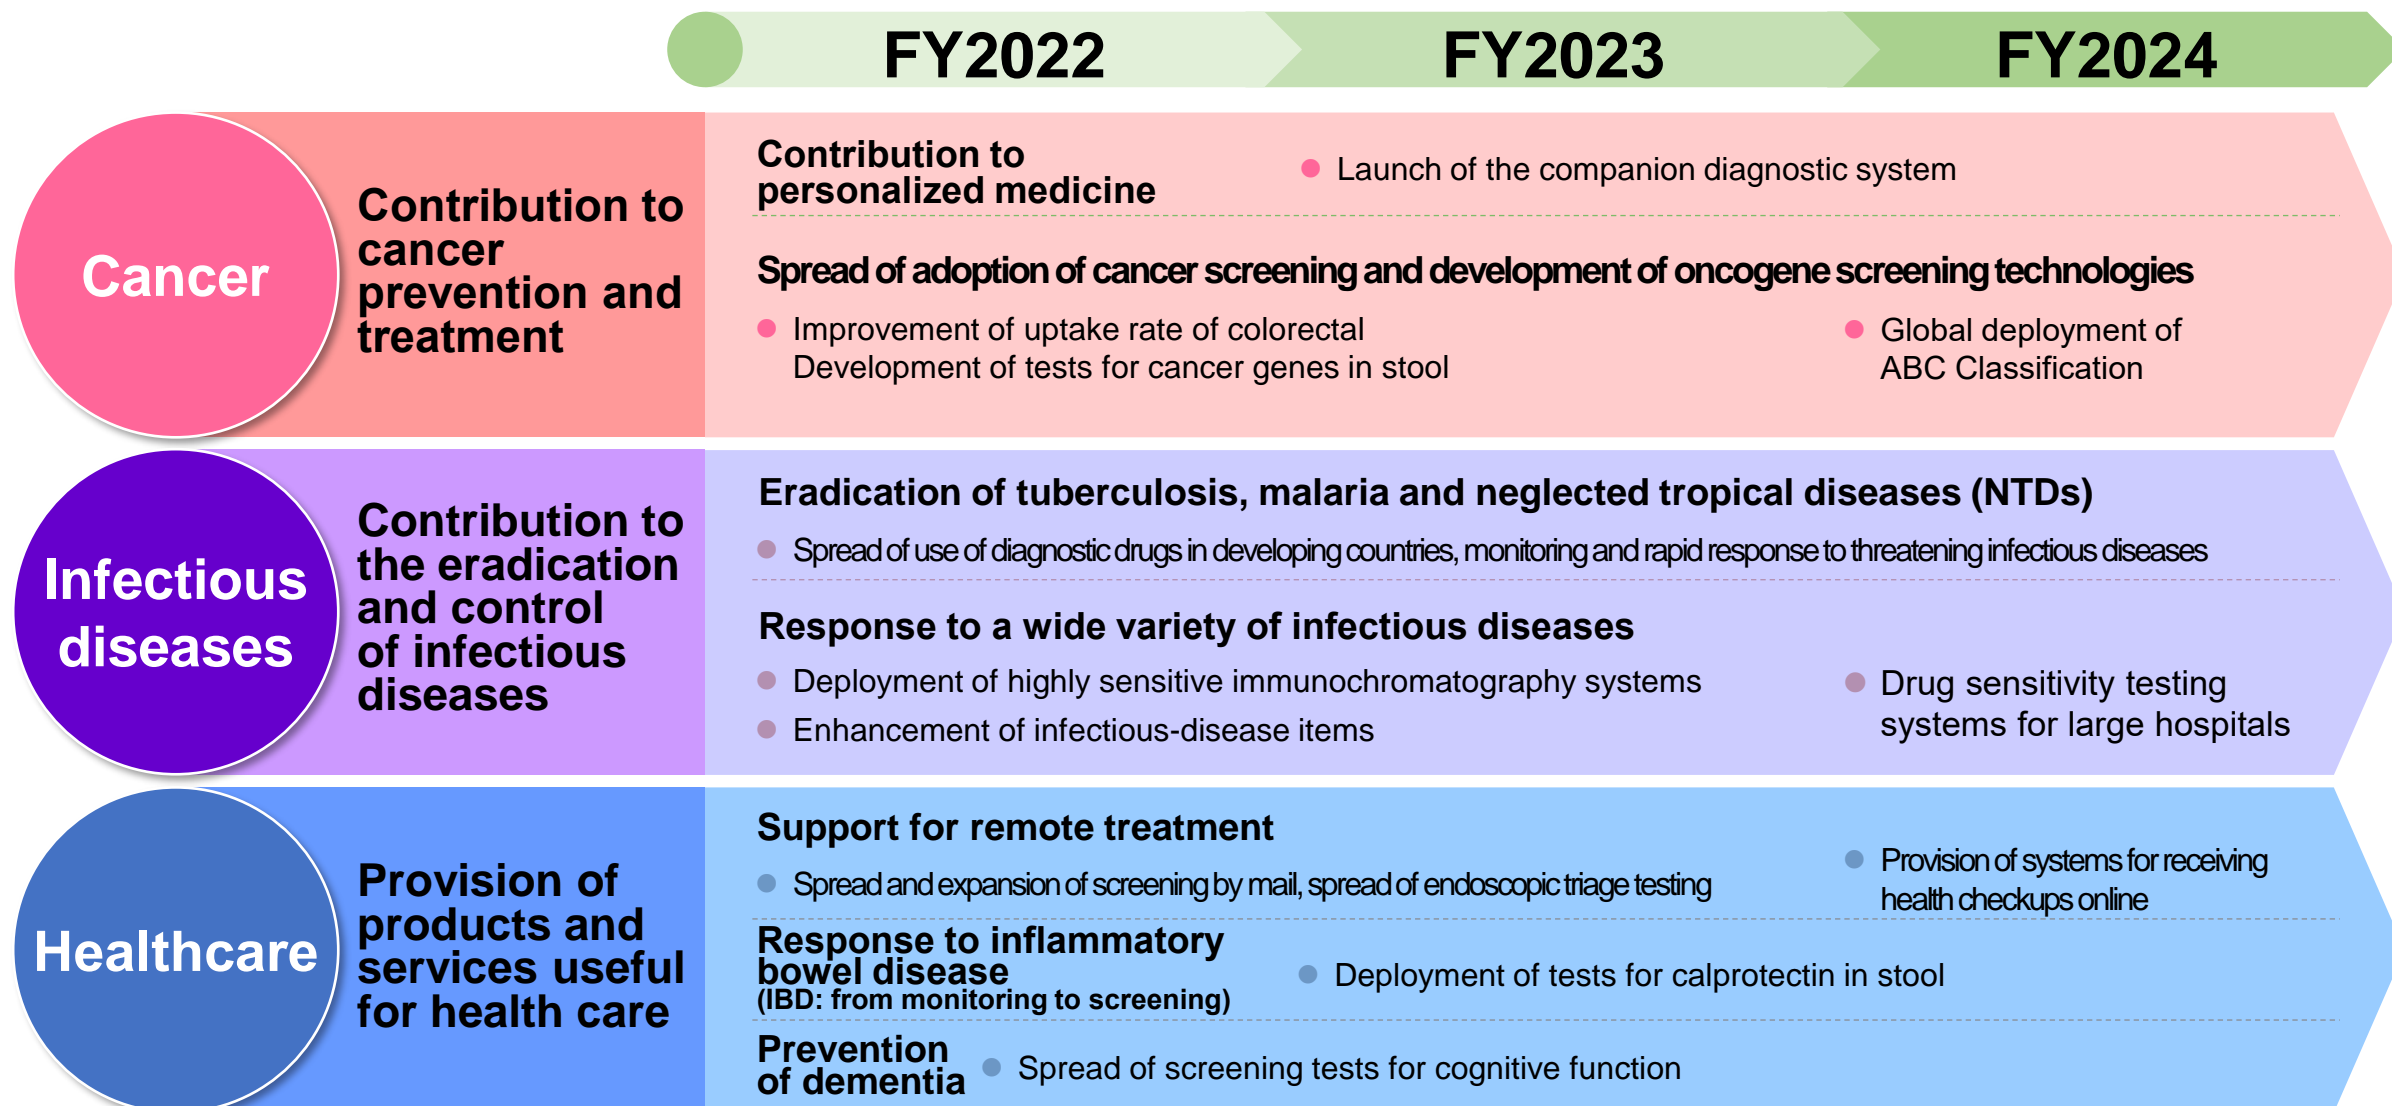 FY2022
FY2023
FY2024
Cancer
Contribution to
cancer
prevention and
treatment
Contribution to
personalized medicine
Launch of the companion diagnostic system
Spread of adoption of cancer screening and development of oncogene screening technologies
Improvement of uptake rate of colorectal
Development of tests for cancer genes in stool
Global deployment of
ABC Classification
Infectious
diseases
Contribution to
the eradication
and control
of infectious
diseases
Eradication of tuberculosis, malaria and neglected tropical diseases (NTDs)
Spread of use of diagnostic drugs in developing countries, monitoring and rapid response to threatening infectious diseases
Response to a wide variety of infectious diseases
Deployment of highly sensitive immunochromatography systems
Enhancement of infectious-disease items
Drug sensitivity testing
systems for large hospitals
Healthcare
Provision of
products and
services useful
for health care
Support for remote treatment
Spread and expansion of screening by mail, spread of endoscopic triage testing
Provision of systems for receiving
health checkups online
Response to inflammatory
bowel disease
(IBD: from monitoring to screening)
Deployment of tests for calprotectin in stool
Prevention
of dementia
Spread of screening tests for cognitive function